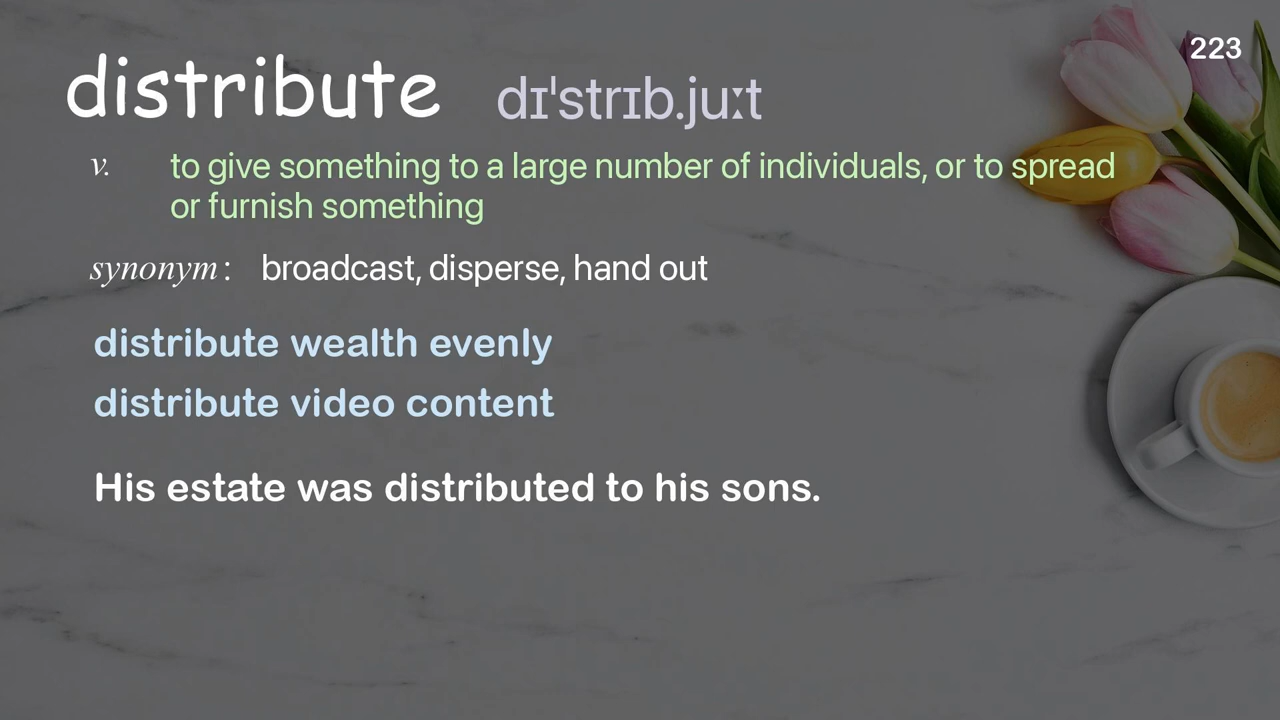 223
distribute dɪˈstrɪb.juːt
v. to give something to a large number of individuals, or to spread
or furnish something
synonym : broadcast, disperse, hand out
distribute wealth evenly
distribute video content
His estate was distributed to his sons.